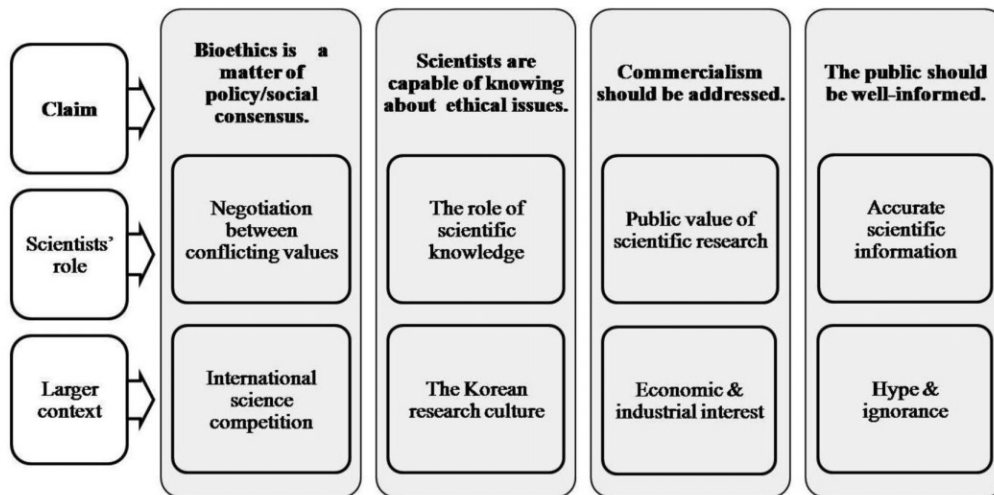 Claim
Bioethics is a
matter of
policy/social
consensus.
Scientists are
capable of knowing
about ethical issues.
Commercialism
should be addressed.
The public should
be well-informed.
Scientists’
role
Negotiation
between
conflicting values
The role of
scientific
knowledge
Public value of
scientific research
Accurate
scientific
information
Larger
context
International
science
competition
The Korean
research culture
Economic &
industrial interest
Hype &
ignorance